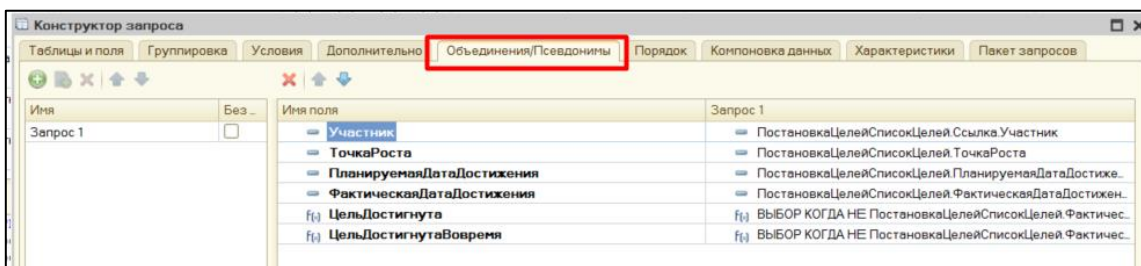 Конструктор запроса
Таблицы и поля Группировка Условия Дополнительно Объединения/Псевдонимы Порядок Компоновка данных Характеристики Пакет запросов
Имя Без... Имя поля Запрос 1
Запрос 1 Участник ПостановкаЦелейСписокЦелей.Ссылка.Участник
ТочкаРоста ПостановкаЦелейСписокЦелей.ТочкаРоста
ПланируемаяДатаДостижения ПостановкаЦелейСписокЦелей.ПланируемаяДатаДостиже...
ФактическаяДатаДостижения ПостановкаЦелейСписокЦелей.ФактическаяДатаДостижен...
ЦельДостигнута ВЫБОР КОГДА НЕ ПостановкаЦелейСписокЦелей.Фактичес...
ЦельДостигнутаВовремя ВЫБОР КОГДА НЕ ПостановкаЦелейСписокЦелей.Фактичес...